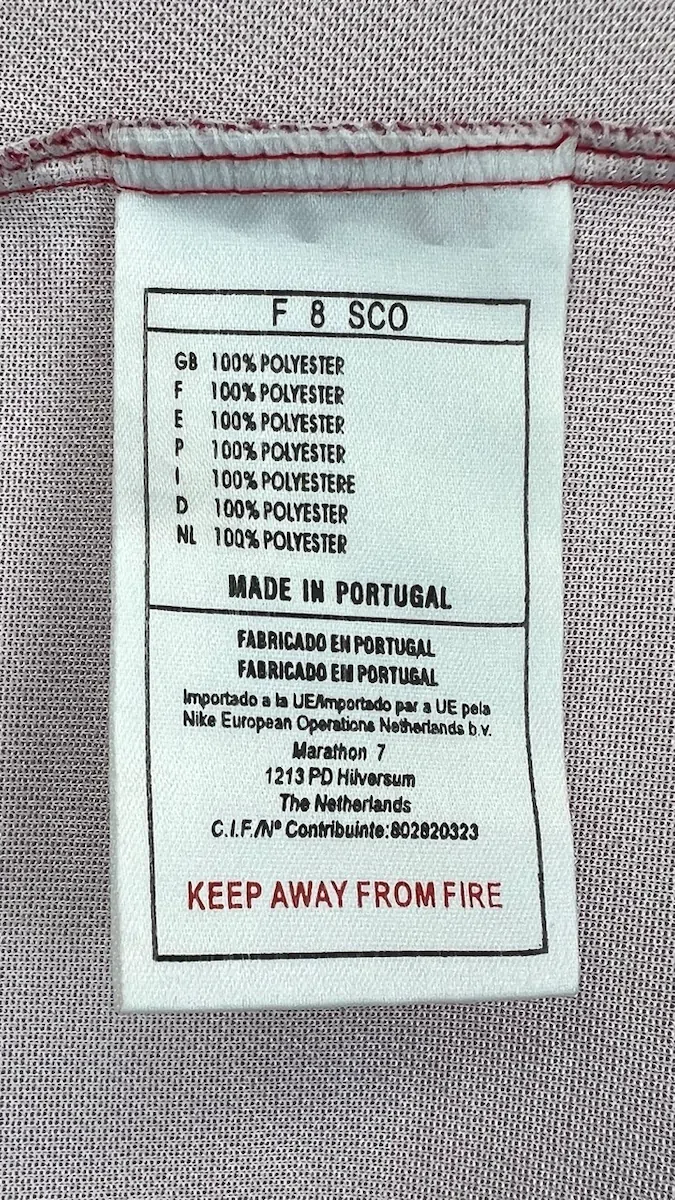 F 8 SCO
GB 100% POLYESTER
F 100% POLYESTER
E 100% POLYESTER
P 100% POLYESTER
I 100% POLYESTERE
D 100% POLYESTER
NL 100% POLYESTER
MADE IN PORTUGAL
FABRICADO EN PORTUGAL
FABRICADO EM PORTUGAL
Importado a la UE/Importado par a UE pela
Nike European Operations Netherlands b.v.
Marathon 7
1213 PD Hilversum
The Netherlands
C.I.F./Nº Contribuinte:802820323
KEEP AWAY FROM FIRE